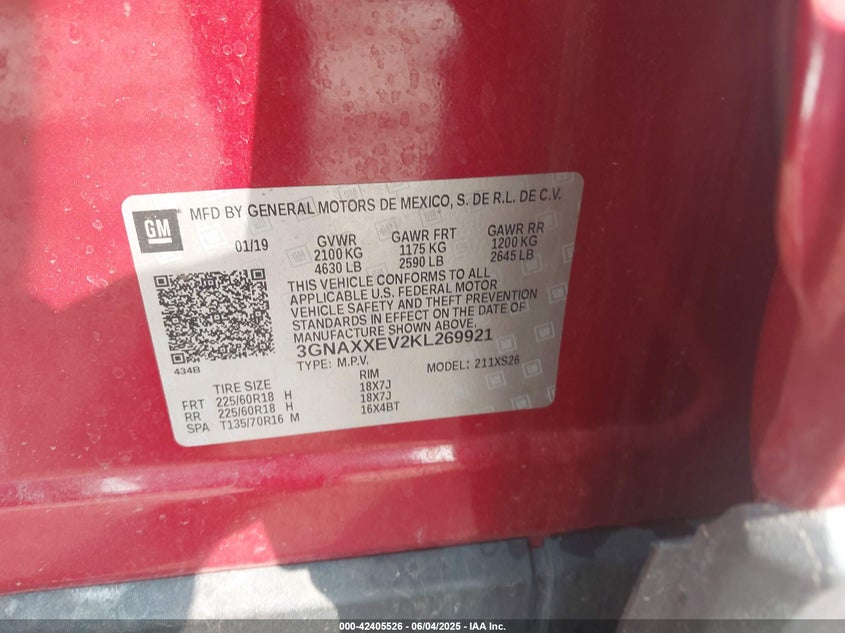 GM
MFD BY GENERAL MOTORS DE MEXICO, S. DE R.L. DE C.V.
01/19 GVWR GAWR FRT GAWR RR
2100 KG 1175 KG 1200 KG
4630 LB 2590 LB 2645 LB
THIS VEHICLE CONFORMS TO ALL
APPLICABLE U.S. FEDERAL MOTOR
VEHICLE SAFETY AND THEFT PREVENTION
STANDARDS IN EFFECT ON THE DATE OF
MANUFACTURE SHOWN ABOVE.
3GNAXXEV2KL269921
434B
TYPE: M.P.V. MODEL: 211XS26
TIRE SIZE RIM
FRT 225/60R18 H 18X7J
RR 225/60R18 H 18X7J
SPA T135/70R16 M 16X4BT
000-42405526 - 06/04/2025 - IAA Inc.